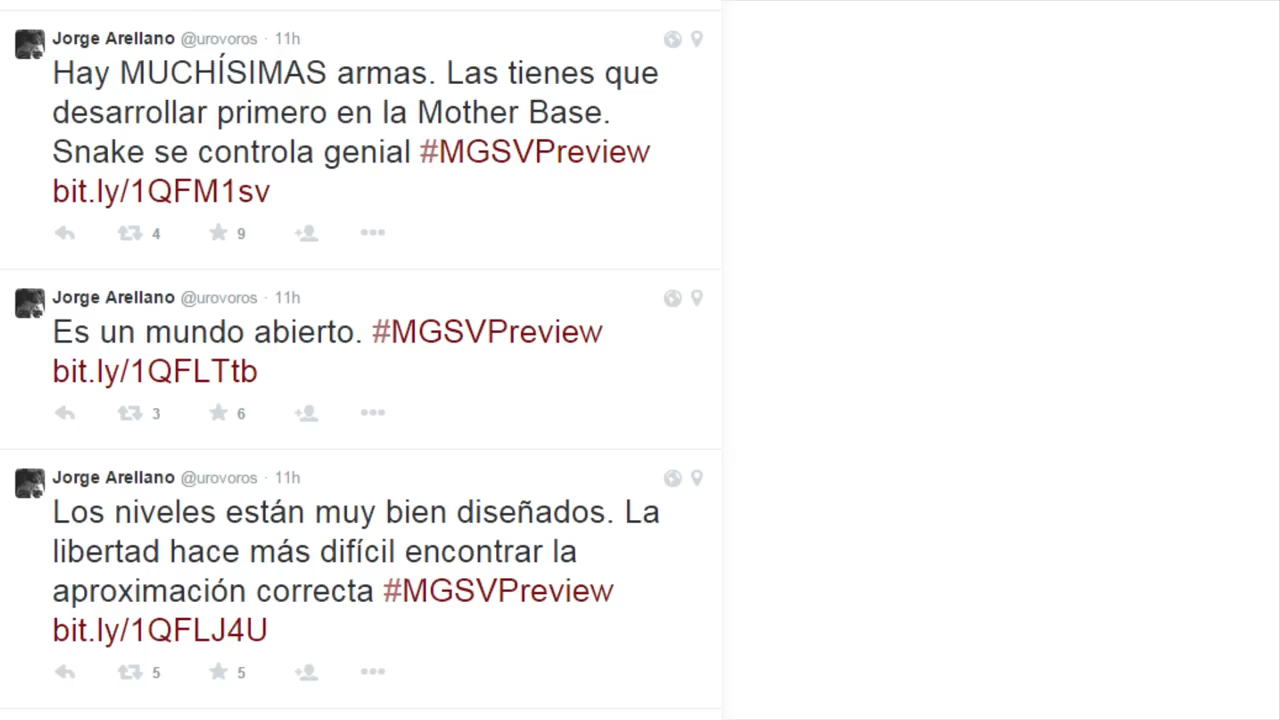 Jorge Arellano @urovoros · 11h
Hay MUCHÍSIMAS armas. Las tienes que
desarrollar primero en la Mother Base.
Snake se controla genial #MGSVPreview
bit.ly/1QFM1sv
4 9
Jorge Arellano @urovoros · 11h
Es un mundo abierto. #MGSVPreview
bit.ly/1QFLTtb
3 6
Jorge Arellano @urovoros · 11h
Los niveles están muy bien diseñados. La
libertad hace más difícil encontrar la
aproximación correcta #MGSVPreview
bit.ly/1QFLJ4U
5 5